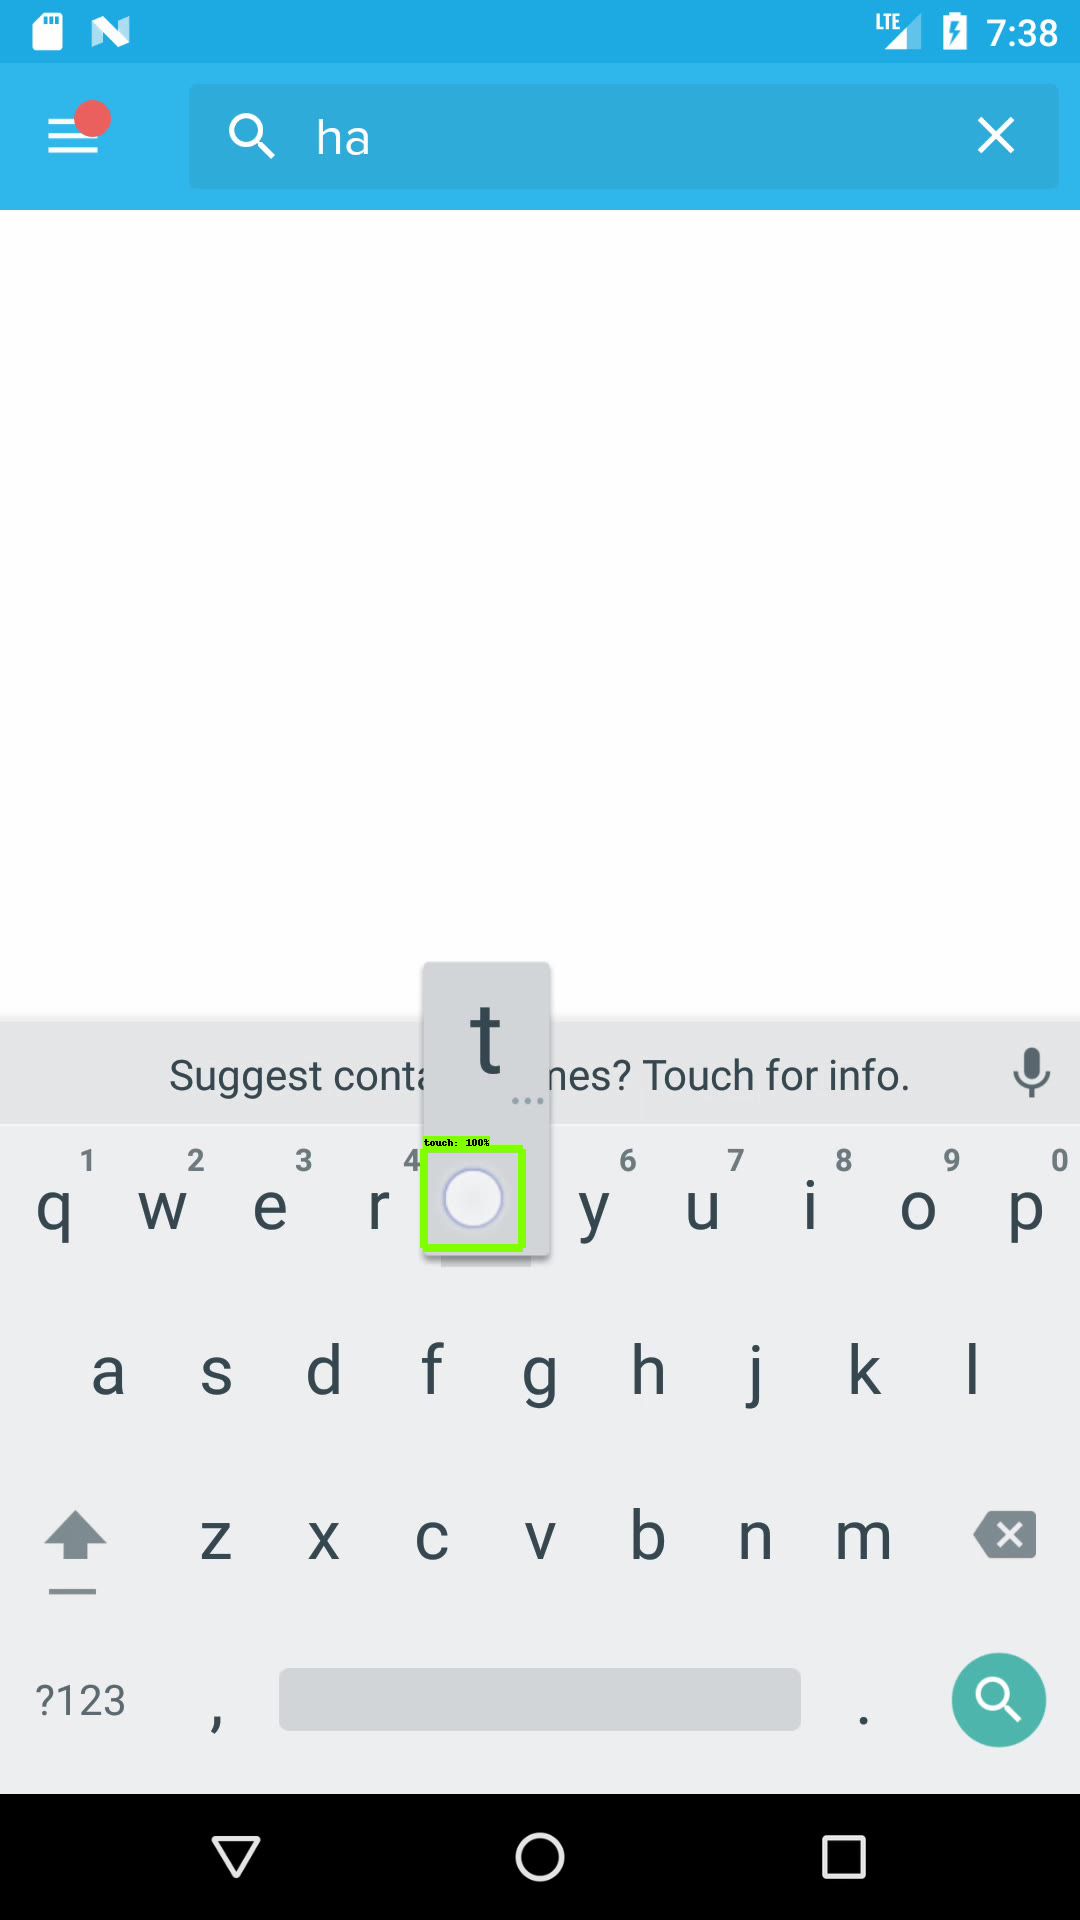 LTE 7:38
ha
t
Suggest conta nes? Touch for info.
...
touch: 100%
1 2 3 4 6 7 8 9 0
q w e r y u i o p
a s d f g h j k l
z x c v b n m
?123 , .